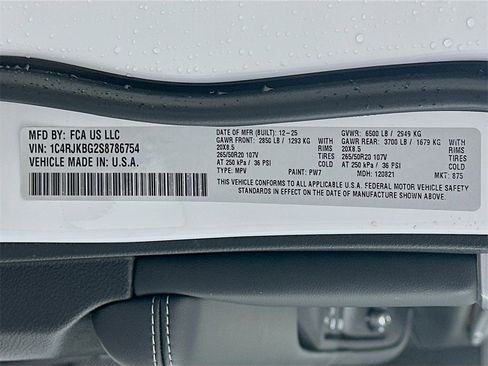 MFD BY: FCA US LLC
VIN: 1C4RJKBG2S8786754
VEHICLE MADE IN: U.S.A.
DATE OF MFR (BUILT): 12-25 GVWR: 6500 LB / 2949 KG
GAWR FRONT: 2850 LB / 1293 KG WITH GAWR REAR: 3700 LB / 1679 KG WITH
20X8.5 RIMS 20X8.5 RIMS
265/50R20 107V TIRES 265/50R20 107V TIRES
AT 250 kPa / 36 PSI COLD AT 250 kPa / 36 PSI COLD
TYPE: MPV PAINT: PW7 MDH: 120821 MKT: 875
THIS VEHICLE CONFORMS TO ALL APPLICABLE U.S.A. FEDERAL MOTOR VEHICLE SAFETY
STANDARDS IN EFFECT ON THE DATE OF MANUFACTURE SHOWN ABOVE.